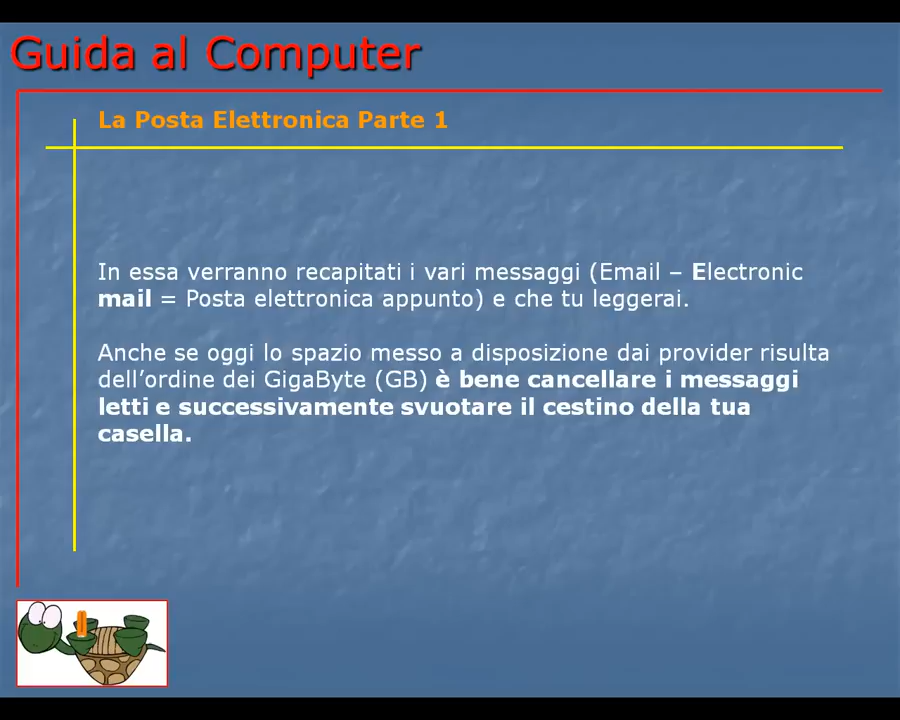 Guida al Computer
La Posta Elettronica Parte 1
In essa verranno recapitati i vari messaggi (Email – Electronic
mail = Posta elettronica appunto) e che tu leggerai.
Anche se oggi lo spazio messo a disposizione dai provider risulta
dell’ordine dei GigaByte (GB) è bene cancellare i messaggi
letti e successivamente svuotare il cestino della tua
casella.